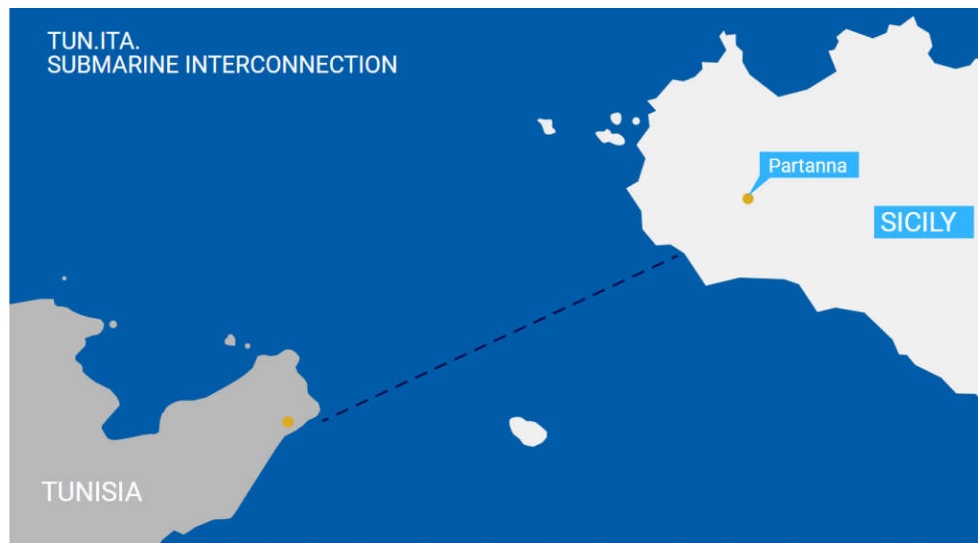 TUN.ITA.
SUBMARINE INTERCONNECTION
Partanna
SICILY
TUNISIA